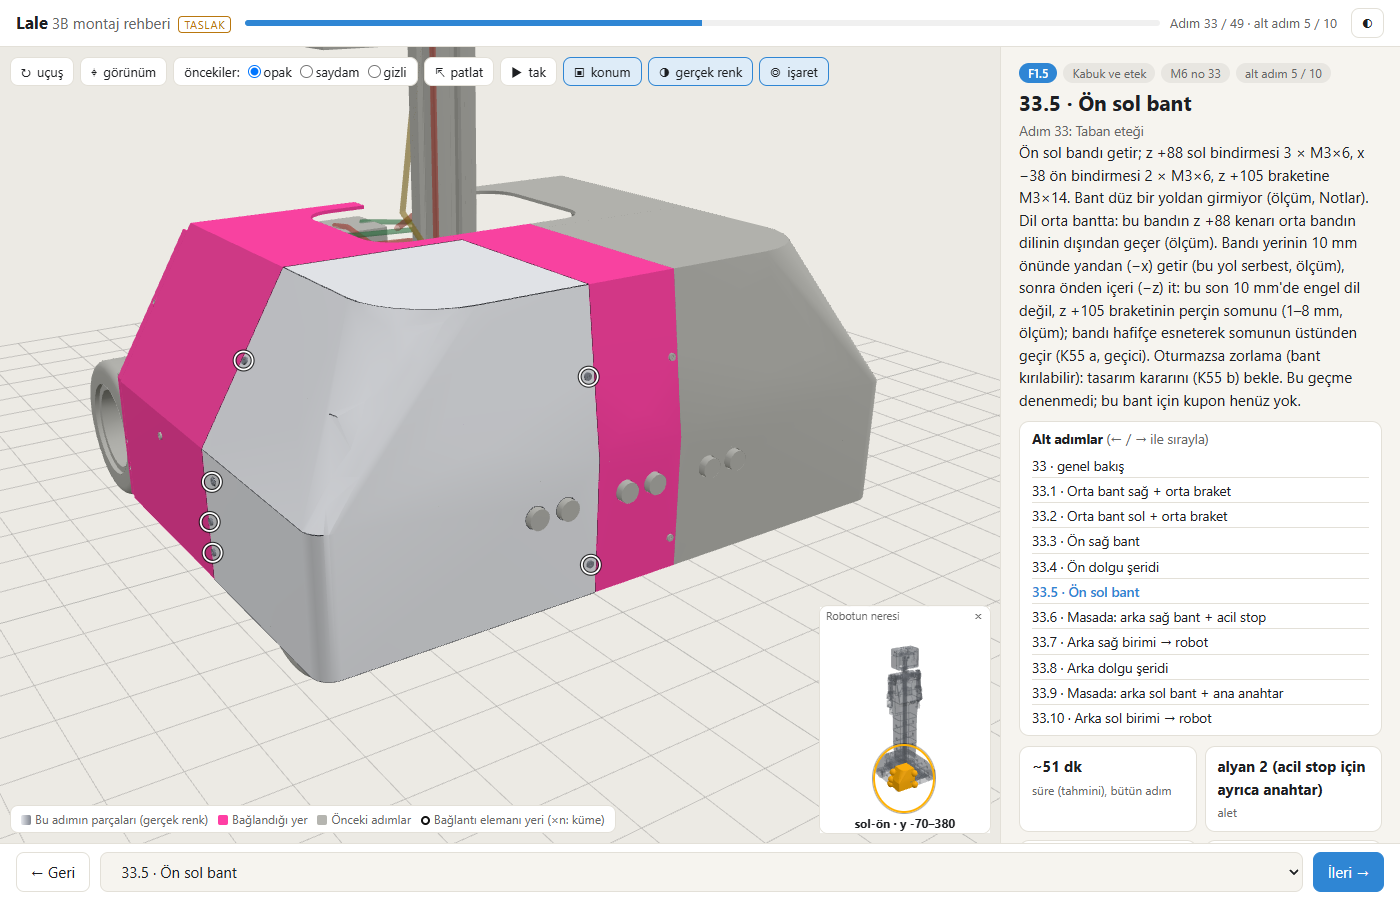 Lale 3B montaj rehberi TASLAK
Adım 33 / 49 · alt adım 5 / 10
↻ uçuş
⌖ görünüm
öncekiler: opak saydam gizli
⇱ patlat
▶ tak
▣ konum
◑ gerçek renk
◎ işaret
F1.5 Kabuk ve etek M6 no 33 alt adım 5 / 10
33.5 · Ön sol bant
Adım 33: Taban eteği
Ön sol bandı getir; z +88 sol bindirmesi 3 × M3×6, x
−38 ön bindirmesi 2 × M3×6, z +105 braketine
M3×14. Bant düz bir yoldan girmiyor (ölçüm, Notlar).
Dil orta bantta: bu bandın z +88 kenarı orta bandın
dilinin dışından geçer (ölçüm). Bandı yerinin 10 mm
önünde yandan (−x) getir (bu yol serbest, ölçüm),
sonra önden içeri (−z) it: bu son 10 mm'de engel dil
değil, z +105 braketinin perçin somunu (1–8 mm,
ölçüm); bandı hafifçe esneterek somunun üstünden
geçir (K55 a, geçici). Oturmazsa zorlama (bant
kırılabilir): tasarım kararını (K55 b) bekle. Bu geçme
denenmedi; bu bant için kupon henüz yok.
Alt adımlar (← / → ile sırayla)
33 · genel bakış
33.1 · Orta bant sağ + orta braket
33.2 · Orta bant sol + orta braket
33.3 · Ön sağ bant
33.4 · Ön dolgu şeridi
33.5 · Ön sol bant
33.6 · Masada: arka sağ bant + acil stop
33.7 · Arka sağ birimi → robot
33.8 · Arka dolgu şeridi
33.9 · Masada: arka sol bant + ana anahtar
33.10 · Arka sol birimi → robot
~51 dk
süre (tahmini), bütün adım
alyan 2 (acil stop için
ayrıca anahtar)
alet
Robotun neresi ×
sol-ön · y -70–380
Bu adımın parçaları (gerçek renk) Bağlandığı yer Önceki adımlar Bağlantı elemanı yeri (×n: küme)
← Geri
33.5 · Ön sol bant
İleri →